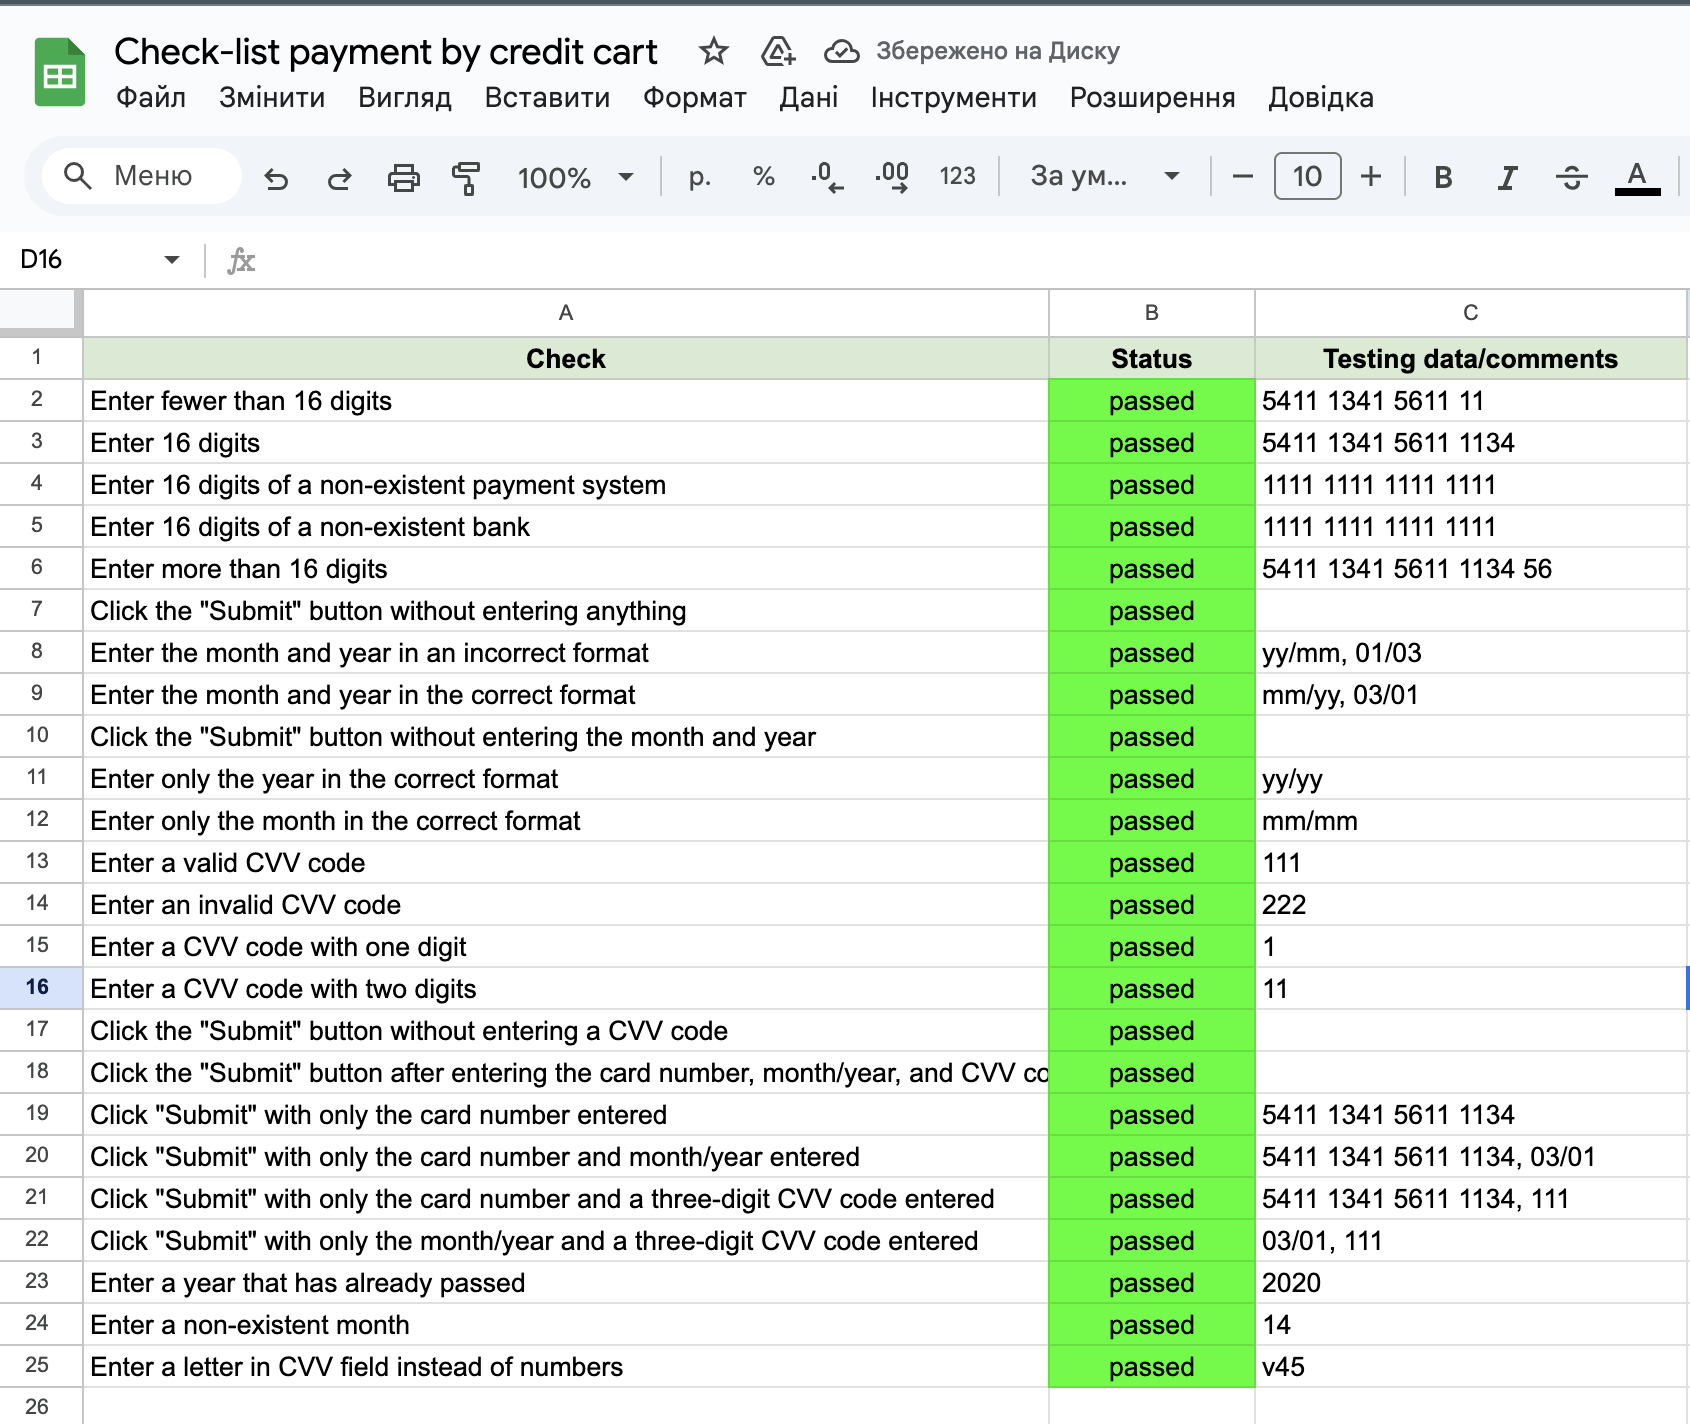 Check-list payment by credit cart Збережено на Диску
Файл Змінити Вигляд Вставити Формат Дані Інструменти Розширення Довідка
Меню 100% р. % .0 .00 123 За ум... 10 B I S A
D16 fx
A B C
1 Check Status Testing data/comments
2 Enter fewer than 16 digits passed 5411 1341 5611 11
3 Enter 16 digits passed 5411 1341 5611 1134
4 Enter 16 digits of a non-existent payment system passed 1111 1111 1111 1111
5 Enter 16 digits of a non-existent bank passed 1111 1111 1111 1111
6 Enter more than 16 digits passed 5411 1341 5611 1134 56
7 Click the "Submit" button without entering anything passed
8 Enter the month and year in an incorrect format passed yy/mm, 01/03
9 Enter the month and year in the correct format passed mm/yy, 03/01
10 Click the "Submit" button without entering the month and year passed
11 Enter only the year in the correct format passed yy/yy
12 Enter only the month in the correct format passed mm/mm
13 Enter a valid CVV code passed 111
14 Enter an invalid CVV code passed 222
15 Enter a CVV code with one digit passed 1
16 Enter a CVV code with two digits passed 11
17 Click the "Submit" button without entering a CVV code passed
18 Click the "Submit" button after entering the card number, month/year, and CVV co passed
19 Click "Submit" with only the card number entered passed 5411 1341 5611 1134
20 Click "Submit" with only the card number and month/year entered passed 5411 1341 5611 1134, 03/01
21 Click "Submit" with only the card number and a three-digit CVV code entered passed 5411 1341 5611 1134, 111
22 Click "Submit" with only the month/year and a three-digit CVV code entered passed 03/01, 111
23 Enter a year that has already passed passed 2020
24 Enter a non-existent month passed 14
25 Enter a letter in CVV field instead of numbers passed v45
26